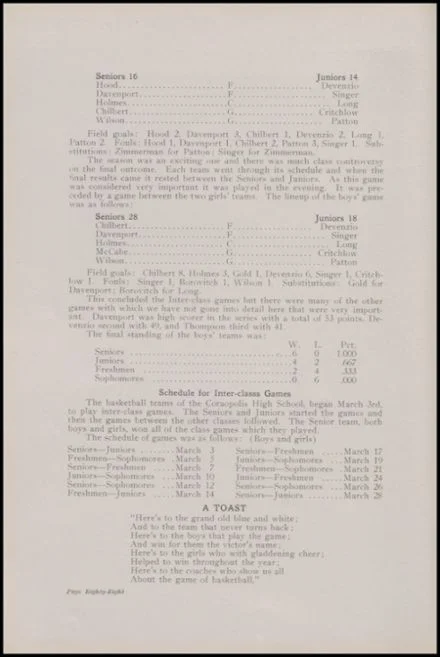 Seniors 16 Juniors 14
Hood............................F.................... Devenzio
Davenport.......................F.................... Singer
Holmes..........................C.................... Long
Chilbert........................G.................... Critchlow
Wilson..........................G.................... Patton
Field goals: Hood 2, Davenport 3, Chilbert 1, Devenzio 2, Long 1,
Patton 2. Fouls: Hood 1, Davenport 1, Chilbert 2, Patton 3, Singer 1. Sub-
stitutions: Zimmerman for Patton; Singer for Zimmerman.
The season was an exciting one and there was much class controversy
on the final outcome. Each team went through its schedule and when the
final results came it rested between the Seniors and Juniors. As this game
was considered very important it was played in the evening. It was pre-
ceded by a game between the two girls' teams. The lineup of the boys' game
was as follows:
Seniors 28 Juniors 18
Chilbert........................F.................... Devenzio
Davenport.......................F.................... Singer
Holmes..........................C.................... Long
McCabe..........................G.................... Critchlow
Wilson..........................G.................... Patton
Field goals: Chilbert 8, Holmes 3, Gold 1, Devenzio 6, Singer 1, Critch-
low 1. Fouls: Singer 1, Borovitch 1, Wilson 1. Substitutions: Gold for
Davenport; Borovitch for Long.
This concluded the Inter-class games but there were many of the other
games with which we have not gone into detail here that were very import-
ant. Davenport was high scorer in the series with a total of 53 points. De-
venzio second with 49, and Thompson third with 41.
The final standing of the boys' teams was:
W. L. Pct.
Seniors ..............................6 0 1.000
Juniors ..............................4 2 .667
Freshmen .............................2 4 .333
Sophomores ...........................0 6 .000
Schedule for Inter-classs Games
The basketball teams of the Coraopolis High School, began March 3rd,
to play inter-class games. The Seniors and Juniors started the games and
then the games between the other classes followed. The Senior team, both
boys and girls, won all of the class games which they played.
The schedule of games was as follows: (Boys and girls)
Seniors—Juniors ........March 3 Seniors—Freshmen ......March 17
Freshmen—Sophomores ..March 5 Juniors—Sophomores ....March 19
Seniors—Freshmen ......March 7 Freshmen—Sophomores .March 21
Juniors—Sophomores ...March 10 Juniors—Freshmen ......March 24
Seniors—Sophomores ...March 12 Seniors—Sophomores ....March 26
Freshmen—Juniors .....March 14 Seniors—Juniors ........March 28
A TOAST
"Here's to the grand old blue and white;
And to the team that never turns back;
Here's to the boys that play the game;
And win for them the victor's name;
Here's to the girls who with gladdening cheer;
Helped to win throughout the year;
Here's to the coaches who show us all
About the game of basketball."
Page Eighty-Eight